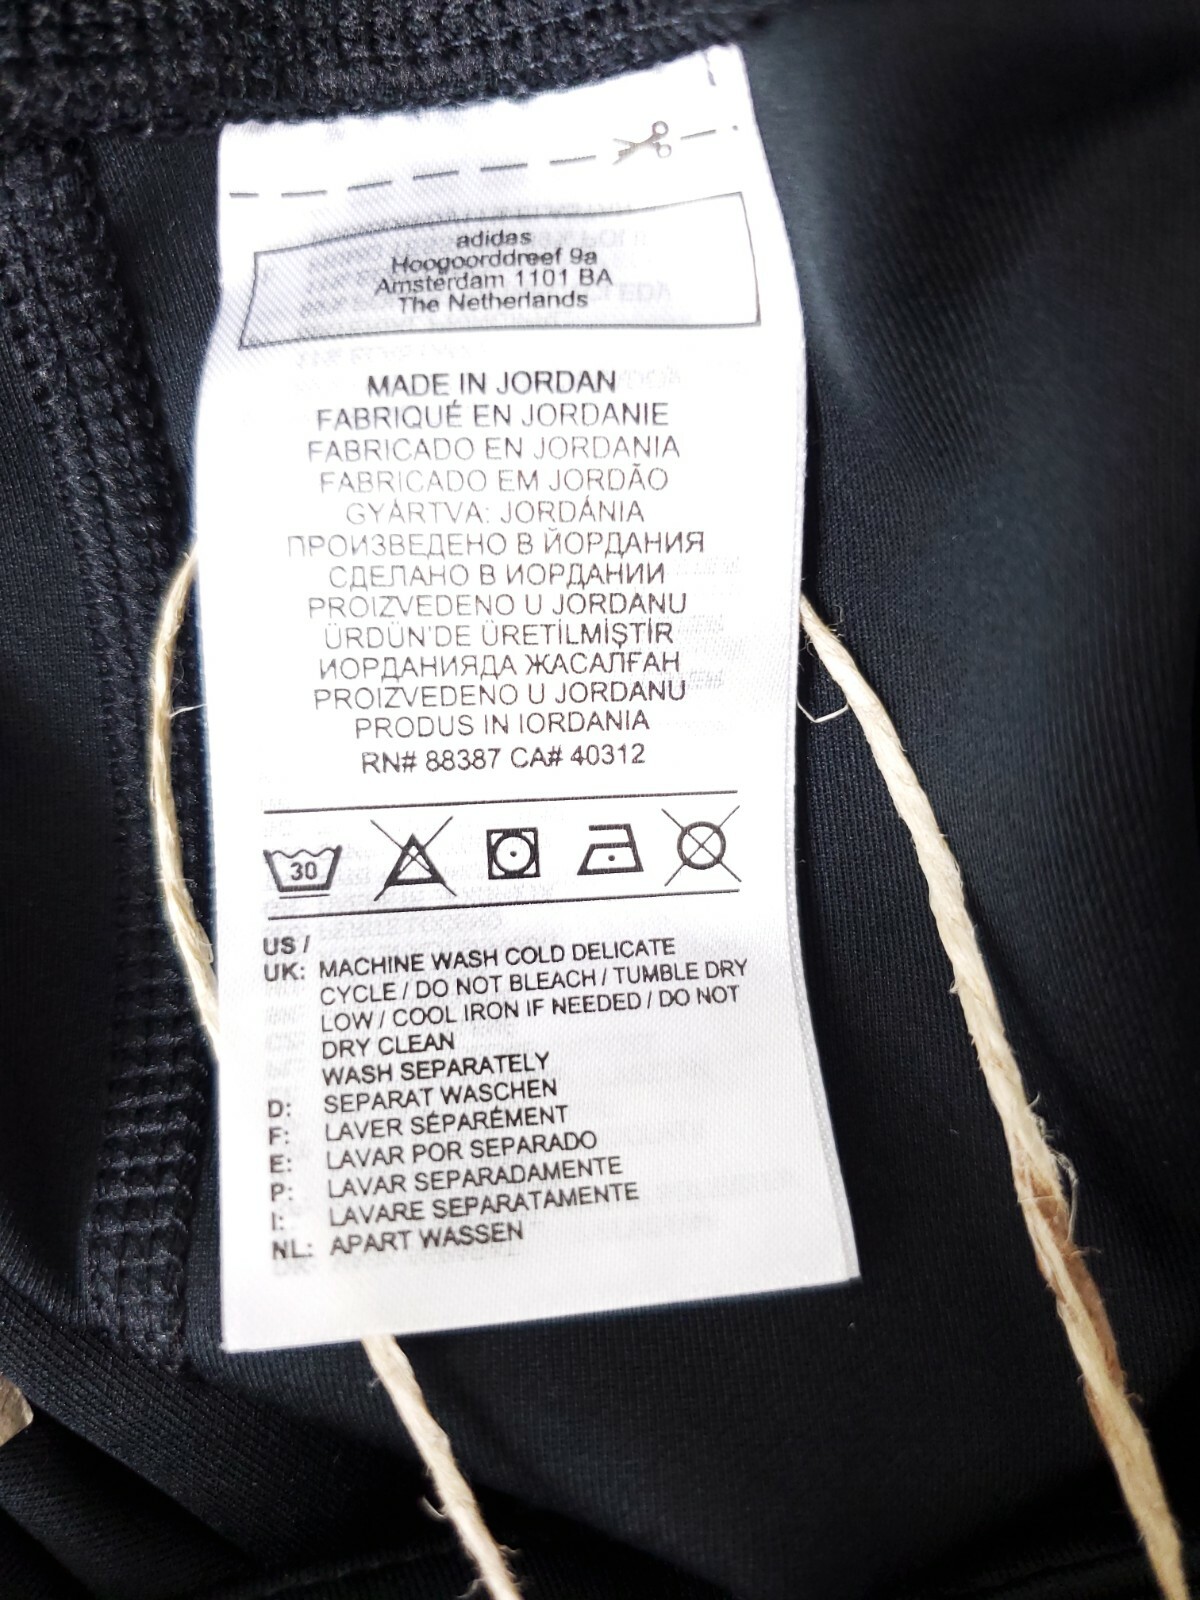 adidas
Hoogoorddreef 9a
Amsterdam 1101 BA
The Netherlands
MADE IN JORDAN
FABRIQUÉ EN JORDANIE
FABRICADO EN JORDANIA
FABRICADO EM JORDÃO
GYÁRTVA: JORDÁNIA
ПРОИЗВЕДЕНО В ЙОРДАНИЯ
СДЕЛАНО В ИОРДАНИИ
PROIZVEDENO U JORDANU
ÜRDÜN'DE ÜRETİLMİŞTİR
ИОРДАНИЯДА ЖАСАЛҒАН
PROIZVEDENO U JORDANU
PRODUS IN IORDANIA
RN# 88387 CA# 40312
30
US /
UK: MACHINE WASH COLD DELICATE
CYCLE / DO NOT BLEACH / TUMBLE DRY
LOW / COOL IRON IF NEEDED / DO NOT
DRY CLEAN
WASH SEPARATELY
D: SEPARAT WASCHEN
F: LAVER SÉPARÉMENT
E: LAVAR POR SEPARADO
P: LAVAR SEPARADAMENTE
I: LAVARE SEPARATAMENTE
NL: APART WASSEN